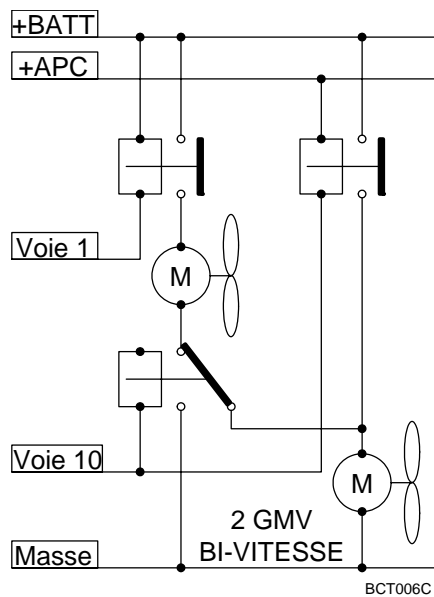 +BATT
+APC
Voie 1
M
Voie 10
M
2 GMV
BI-VITESSE
Masse
BCT006C